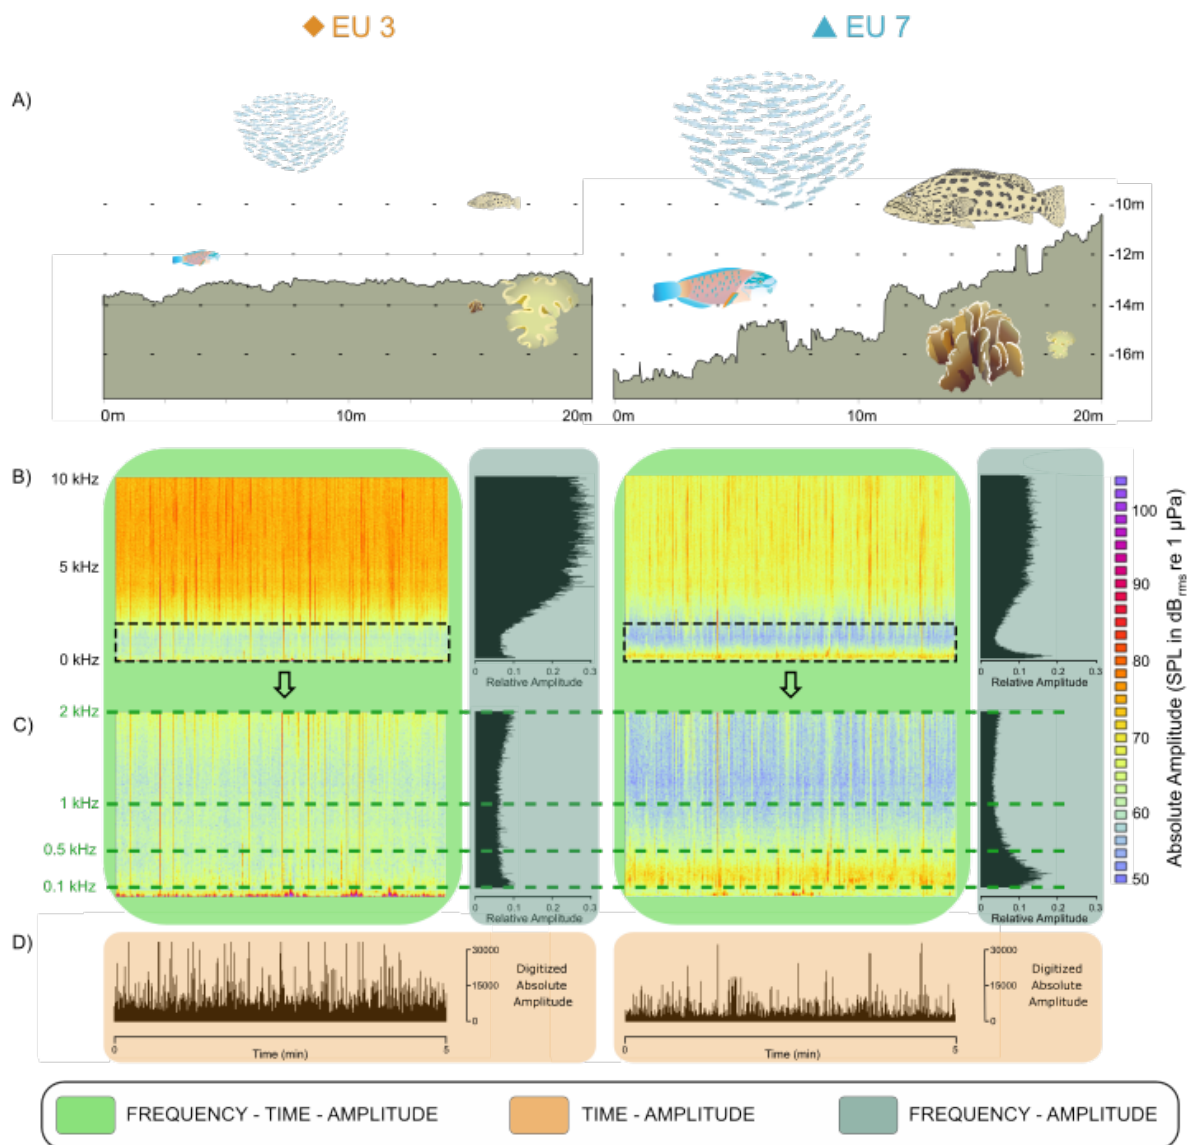 EU 3
EU 7
A)
-10m
-12m
-14m
-16m
0m
10m
20m
0m
10m
20m
B)
10 kHz
5 kHz
0 kHz
0 0.1 0.2 0.3
Relative Amplitude
0 0.1 0.2 0.3
Relative Amplitude
100
90
80
70
60
50
Absolute Amplitude (SPL in dBrms re 1 µPa)
C)
2 kHz
1 kHz
0.5 kHz
0.1 kHz
0 0.1 0.2 0.3
Relative Amplitude
0 0.1 0.2 0.3
Relative Amplitude
D)
30000
15000
0
Digitized
Absolute
Amplitude
0
5
Time (min)
30000
15000
0
Digitized
Absolute
Amplitude
0
5
Time (min)
FREQUENCY - TIME - AMPLITUDE
TIME - AMPLITUDE
FREQUENCY - AMPLITUDE